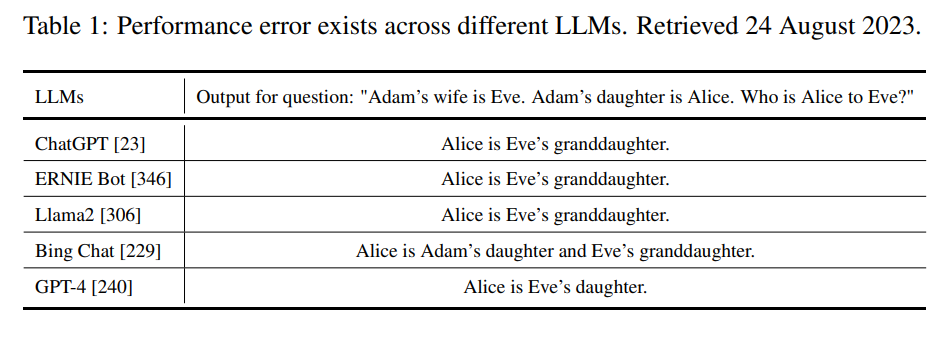 Table 1: Performance error exists across different LLMs. Retrieved 24 August 2023.
LLMs Output for question: "Adam's wife is Eve. Adam's daughter is Alice. Who is Alice to Eve?"
ChatGPT [23] Alice is Eve's granddaughter.
ERNIE Bot [346] Alice is Eve's granddaughter.
Llama2 [306] Alice is Eve's granddaughter.
Bing Chat [229] Alice is Adam's daughter and Eve's granddaughter.
GPT-4 [240] Alice is Eve's daughter.